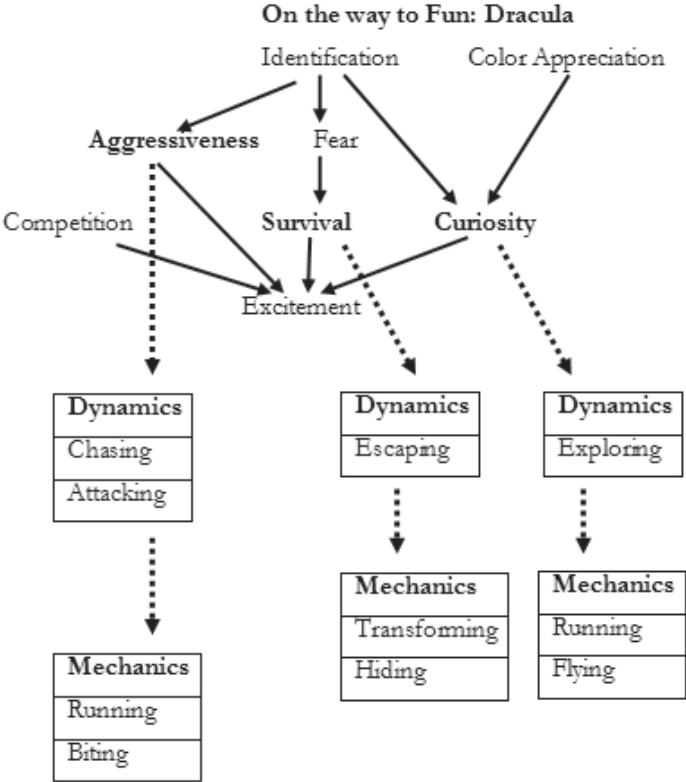 On the way to Fun: Dracula
Identification
Color Appreciation
Aggressiveness
Fear
Competition
Survival
Curiosity
Excitement
Dynamics
Chasing
Attacking
Dynamics
Escaping
Dynamics
Exploring
Mechanics
Transforming
Hiding
Mechanics
Running
Flying
Mechanics
Running
Biting